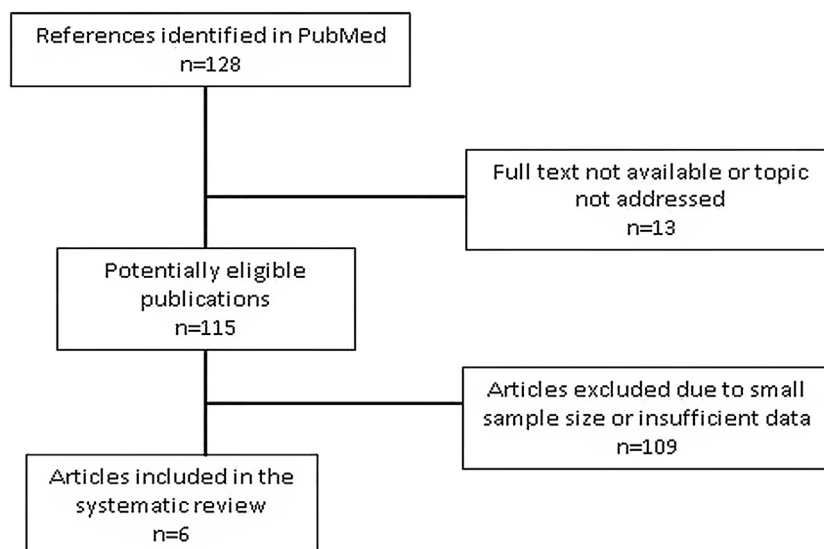 References identified in PubMed
n=128
Full text not available or topic
not addressed
n=13
Potentially eligible
publications
n=115
Articles excluded due to small
sample size or insufficient data
n=109
Articles included in the
systematic review
n=6